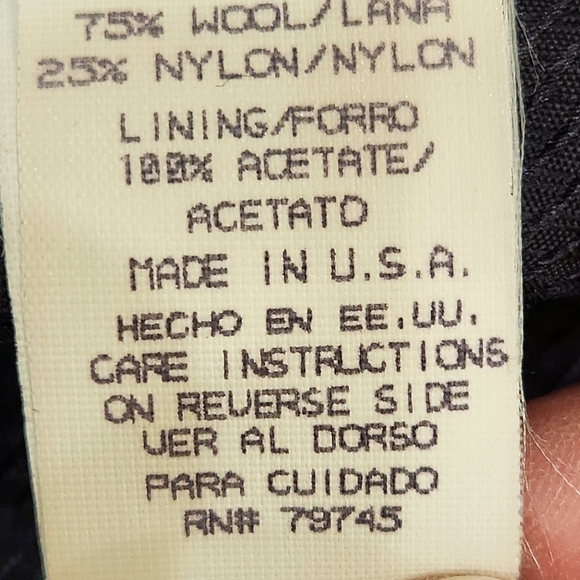 75% WOOL/LANA
25% NYLON/NYLON
LINING/FORRO
100% ACETATE/
ACETATO
MADE IN U.S.A.
HECHO EN EE.UU.
CARE INSTRUCTIONS
ON REVERSE SIDE
VER AL DORSO
PARA CUIDADO
RN# 79745